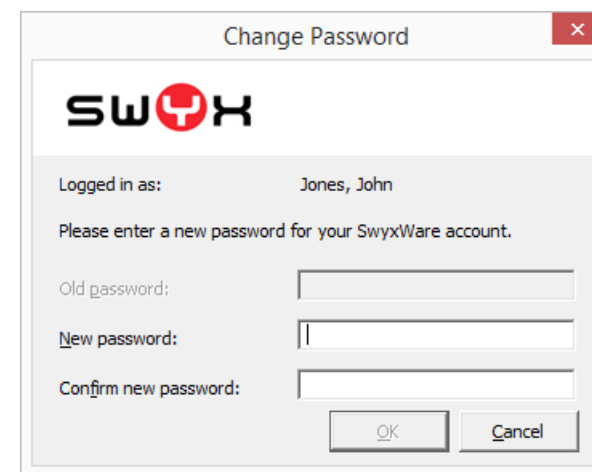 Change Password
swyx
Logged in as: Jones, John
Please enter a new password for your SwyxWare account.
Old password:
New password:
Confirm new password:
OK Cancel